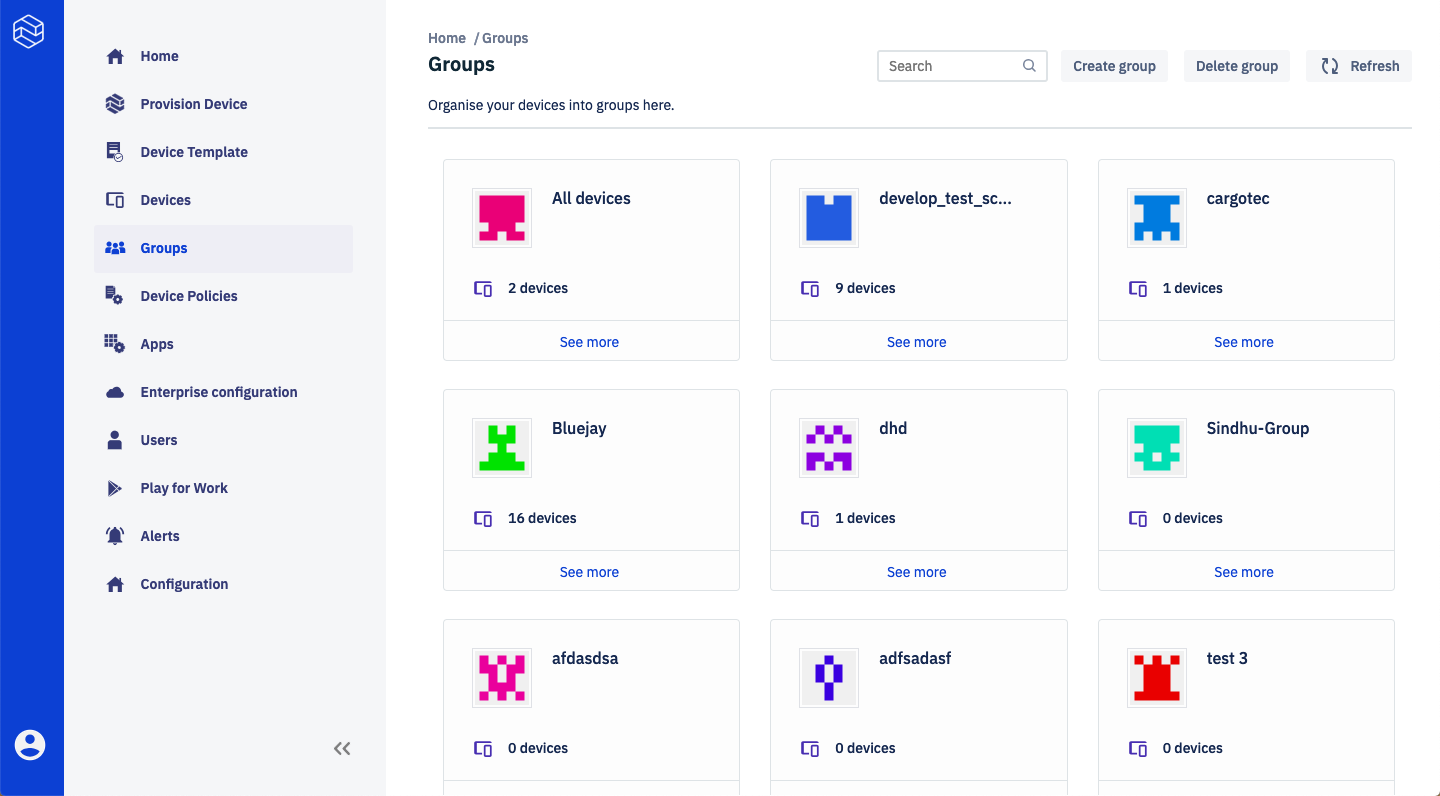 Home
Provision Device
Device Template
Devices
Groups
Device Policies
Apps
Enterprise configuration
Users
Play for Work
Alerts
Configuration
Home / Groups
Groups
Search
Create group
Delete group
Refresh
Organise your devices into groups here.
All devices
2 devices
See more
develop_test_sc...
9 devices
See more
cargotec
1 devices
See more
Bluejay
16 devices
See more
dhd
1 devices
See more
Sindhu-Group
0 devices
See more
afdasdsa
0 devices
adfsadasf
0 devices
test 3
0 devices